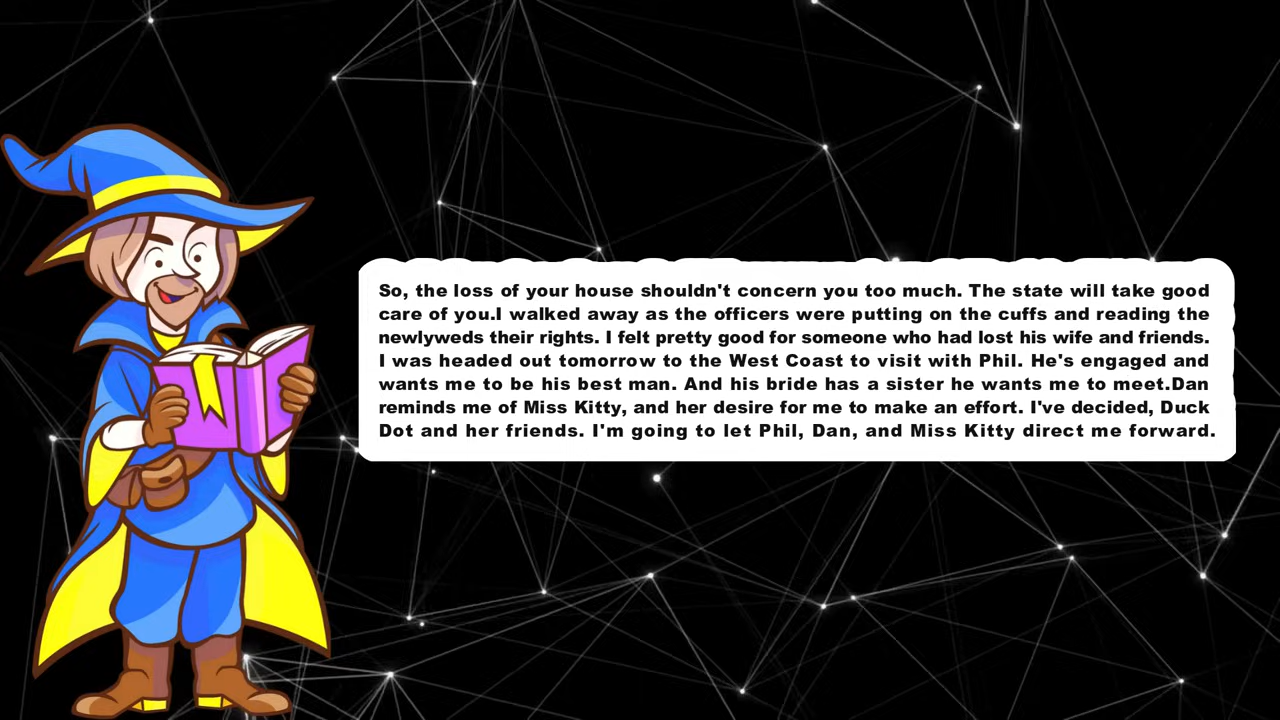 So, the loss of your house shouldn't concern you too much. The state will take good
care of you.I walked away as the officers were putting on the cuffs and reading the
newlyweds their rights. I felt pretty good for someone who had lost his wife and friends.
I was headed out tomorrow to the West Coast to visit with Phil. He's engaged and
wants me to be his best man. And his bride has a sister he wants me to meet.Dan
reminds me of Miss Kitty, and her desire for me to make an effort. I've decided, Duck
Dot and her friends. I'm going to let Phil, Dan, and Miss Kitty direct me forward.